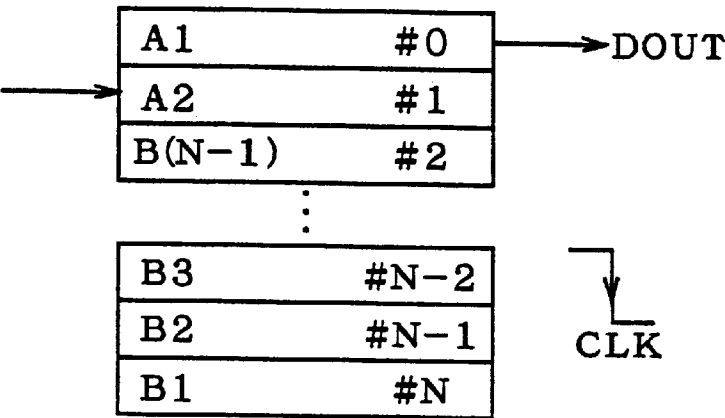 A1 #0 DOUT
A2 #1
B(N-1) #2
B3 #N-2
B2 #N-1
CLK
B1 #N